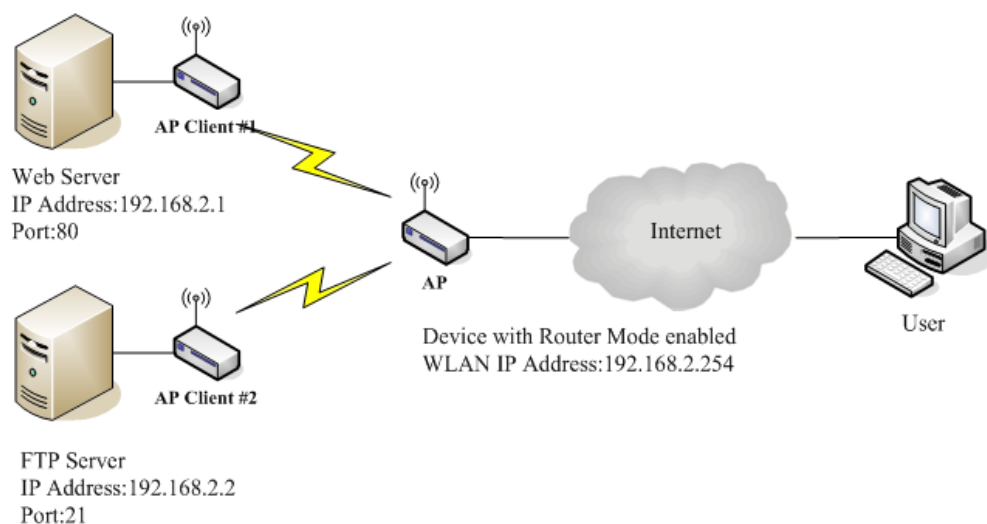 AP Client #1
Web Server
IP Address:192.168.2.1
Port:80
Internet
AP
User
Device with Router Mode enabled
WLAN IP Address:192.168.2.254
AP Client #2
FTP Server
IP Address:192.168.2.2
Port:21